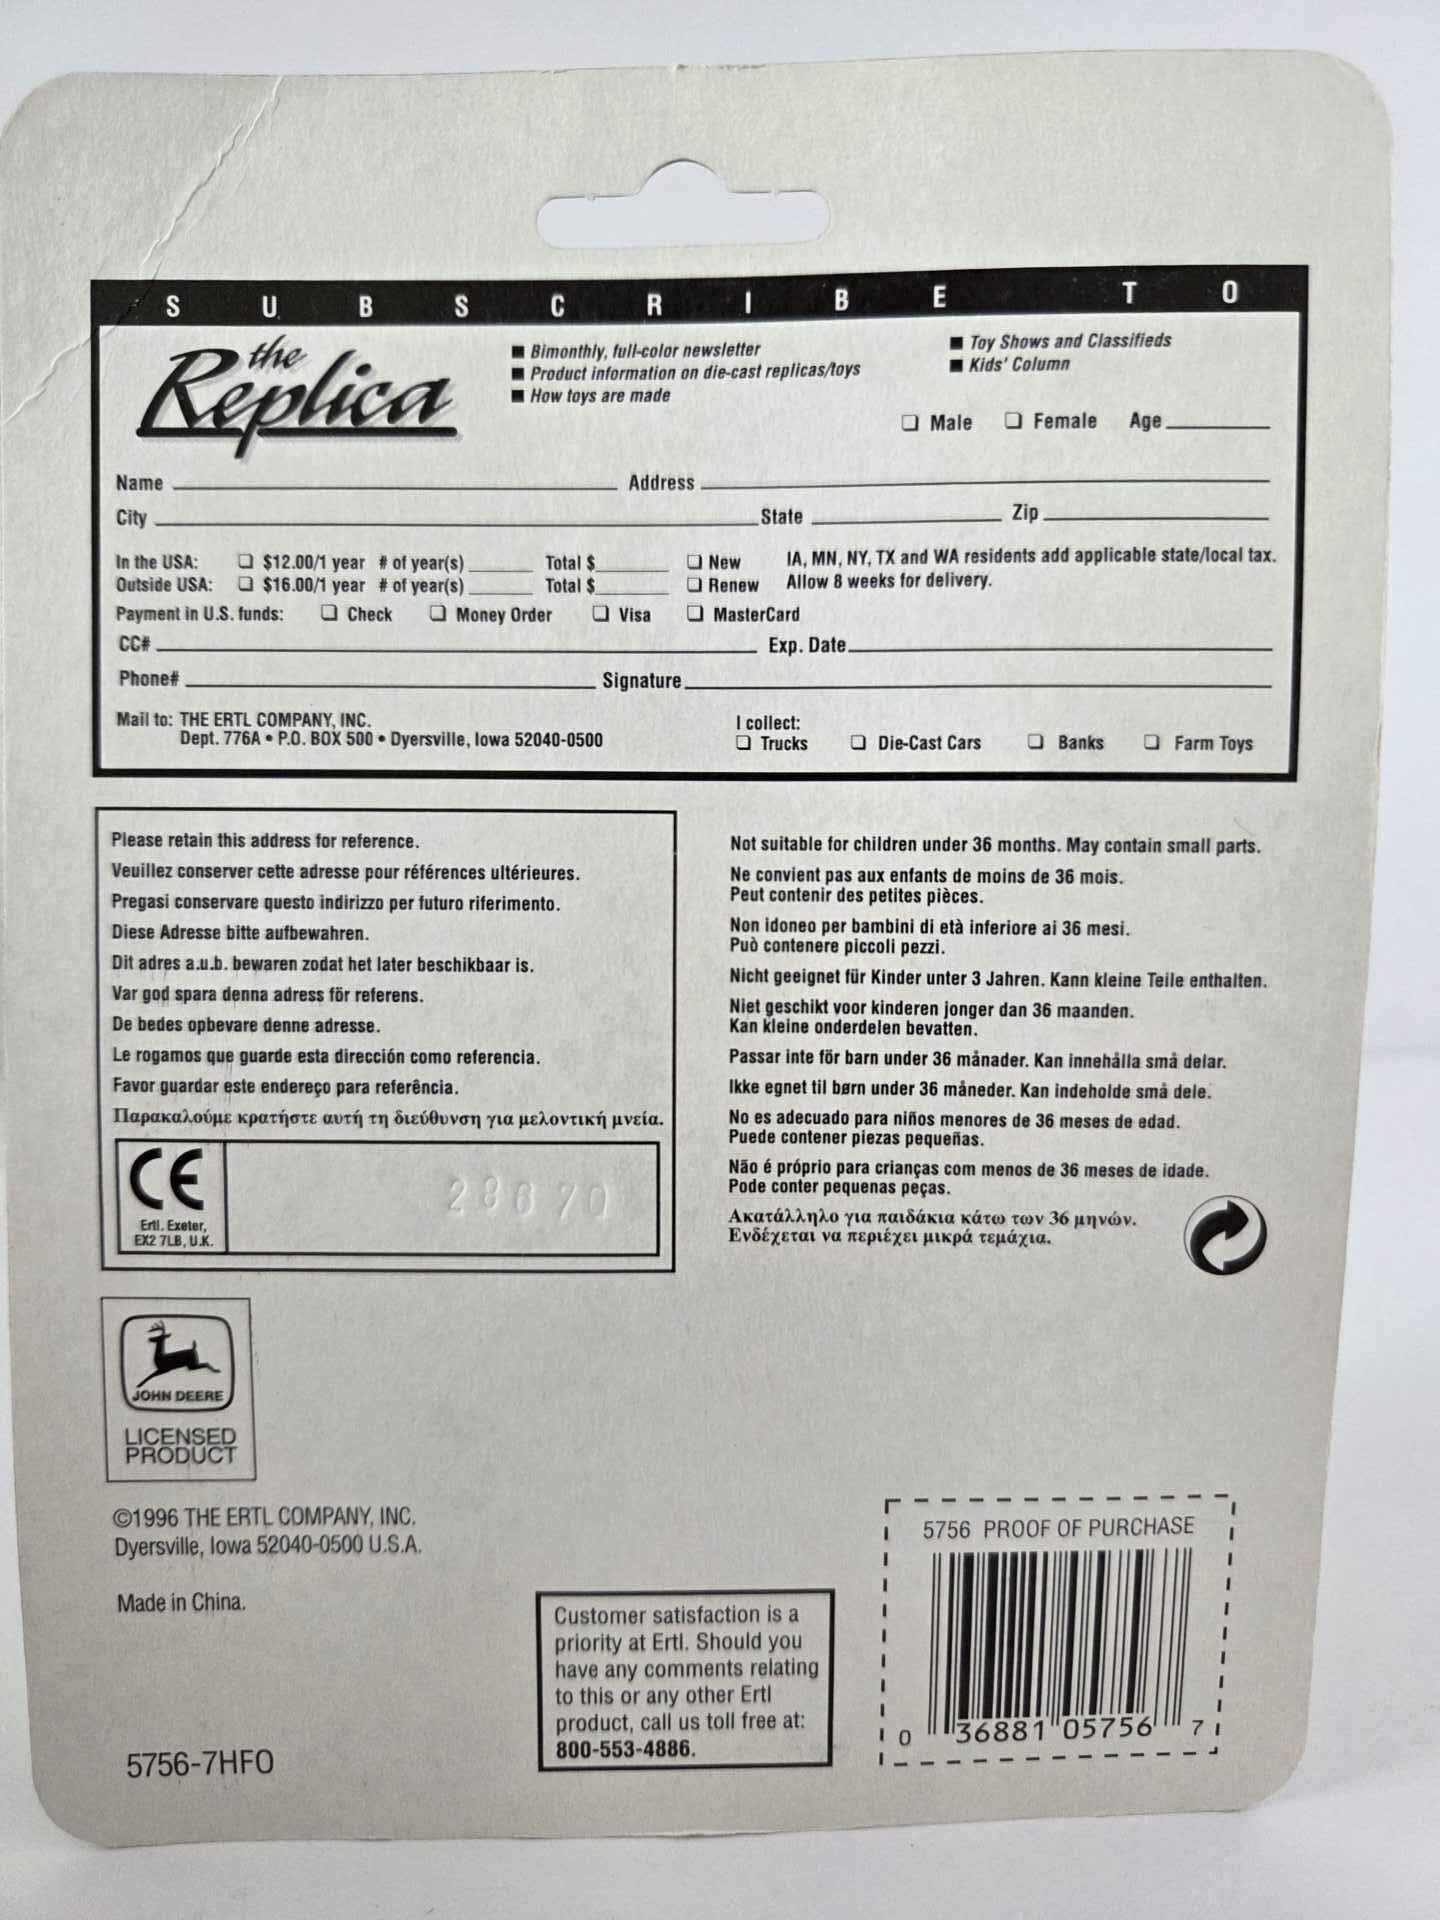 SUBSCRIBE TO
the Replica
■ Bimonthly, full-color newsletter
■ Product information on die-cast replicas/toys
■ How toys are made
■ Toy Shows and Classifieds
■ Kids' Column
❏ Male ❏ Female Age
Name Address
City State Zip
In the USA: ❏ $12.00/1 year # of year(s) Total $ ❏ New
Outside USA: ❏ $16.00/1 year # of year(s) Total $ ❏ Renew
IA, MN, NY, TX and WA residents add applicable state/local tax.
Allow 8 weeks for delivery.
Payment in U.S. funds: ❏ Check ❏ Money Order ❏ Visa ❏ MasterCard
CC# Exp. Date
Phone# Signature
Mail to: THE ERTL COMPANY, INC.
Dept. 776A • P.O. BOX 500 • Dyersville, Iowa 52040-0500
I collect:
❏ Trucks ❏ Die-Cast Cars ❏ Banks ❏ Farm Toys
Please retain this address for reference.
Veuillez conserver cette adresse pour références ultérieures.
Pregasi conservare questo indirizzo per futuro riferimento.
Diese Adresse bitte aufbewahren.
Dit adres a.u.b. bewaren zodat het later beschikbaar is.
Var god spara denna adress för referens.
De bedes opbevare denne adresse.
Le rogamos que guarde esta dirección como referencia.
Favor guardar este endereço para referência.
Παρακαλούμε κρατήστε αυτή τη διεύθυνση για μελοντική μνεία.
CE
Ertl. Exeter,
EX2 7LB, U.K.
28670
Not suitable for children under 36 months. May contain small parts.
Ne convient pas aux enfants de moins de 36 mois.
Peut contenir des petites pièces.
Non idoneo per bambini di età inferiore ai 36 mesi.
Può contenere piccoli pezzi.
Nicht geeignet für Kinder unter 3 Jahren. Kann kleine Teile enthalten.
Niet geschikt voor kinderen jonger dan 36 maanden.
Kan kleine onderdelen bevatten.
Passar inte för barn under 36 månader. Kan innehålla små delar.
Ikke egnet til børn under 36 måneder. Kan indeholde små dele.
No es adecuado para niños menores de 36 meses de edad.
Puede contener piezas pequeñas.
Não é próprio para crianças com menos de 36 meses de idade.
Pode conter pequenas peças.
Ακατάλληλο για παιδάκια κάτω των 36 μηνών.
Ενδέχεται να περιέχει μικρά τεμάχια.
JOHN DEERE
LICENSED
PRODUCT
©1996 THE ERTL COMPANY, INC.
Dyersville, Iowa 52040-0500 U.S.A.
Made in China.
5756-7HFO
Customer satisfaction is a
priority at Ertl. Should you
have any comments relating
to this or any other Ertl
product, call us toll free at:
800-553-4886.
5756 PROOF OF PURCHASE
0 36881 05756 7